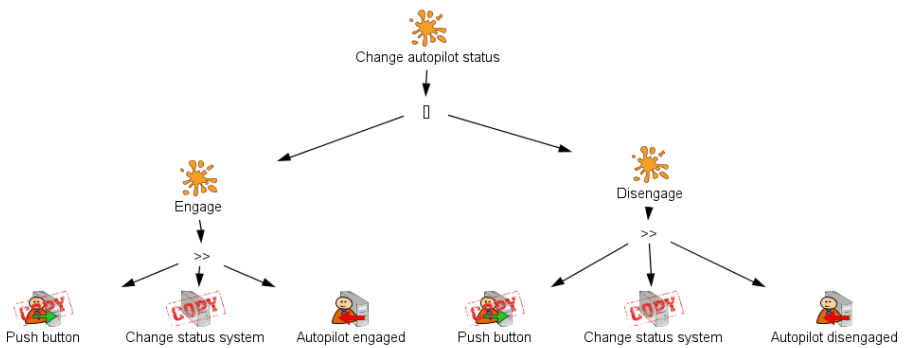 Change autopilot status
[]
Engage
Disengage
>>
>>
COPY
COPY
COPY
COPY
Push button
Change status system
Autopilot engaged
Push button
Change status system
Autopilot disengaged